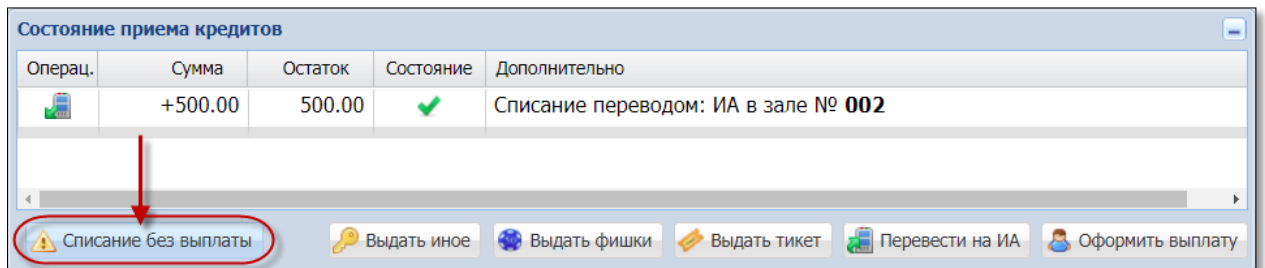 Состояние приема кредитов
Операц. Сумма Остаток Состояние Дополнительно
+500.00 500.00 Списание переводом: ИА в зале № 002
Списание без выплаты Выдать иное Выдать фишки Выдать тикет Перевести на ИА Оформить выплату